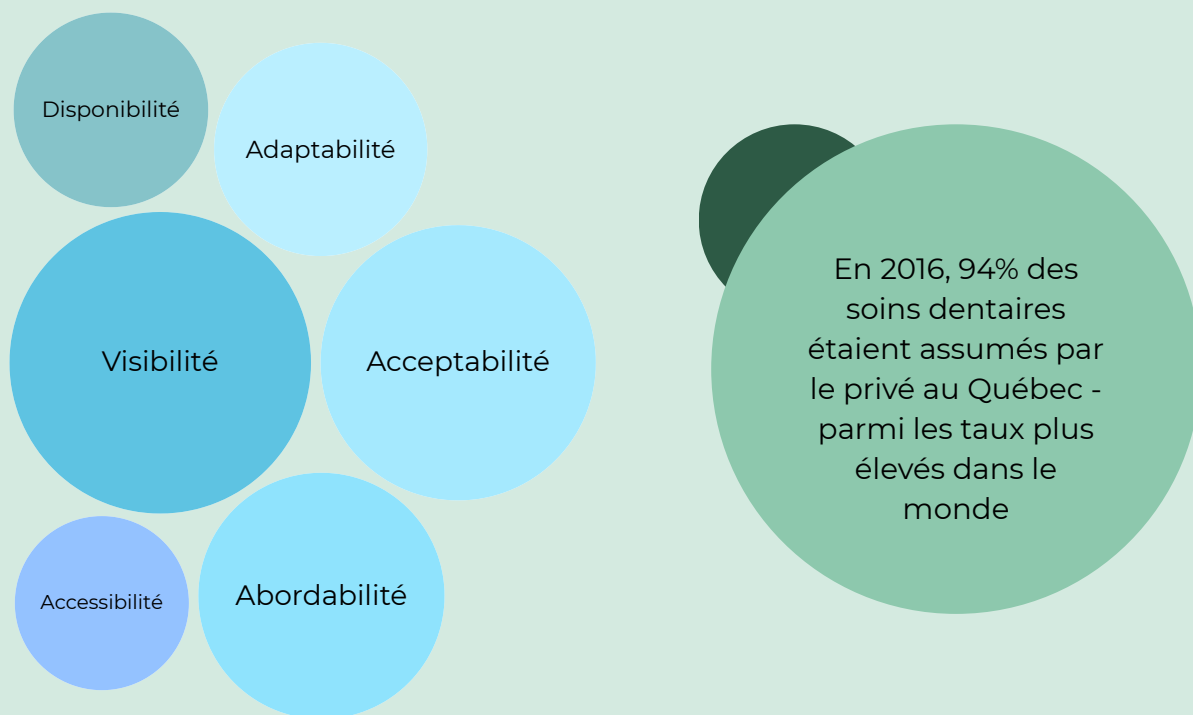 Disponibilité
Adaptabilité
Visibilité
Acceptabilité
Accessibilité
Abordabilité
En 2016, 94% des
soins dentaires
étaient assumés par
le privé au Québec -
parmi les taux plus
élevés dans le
monde